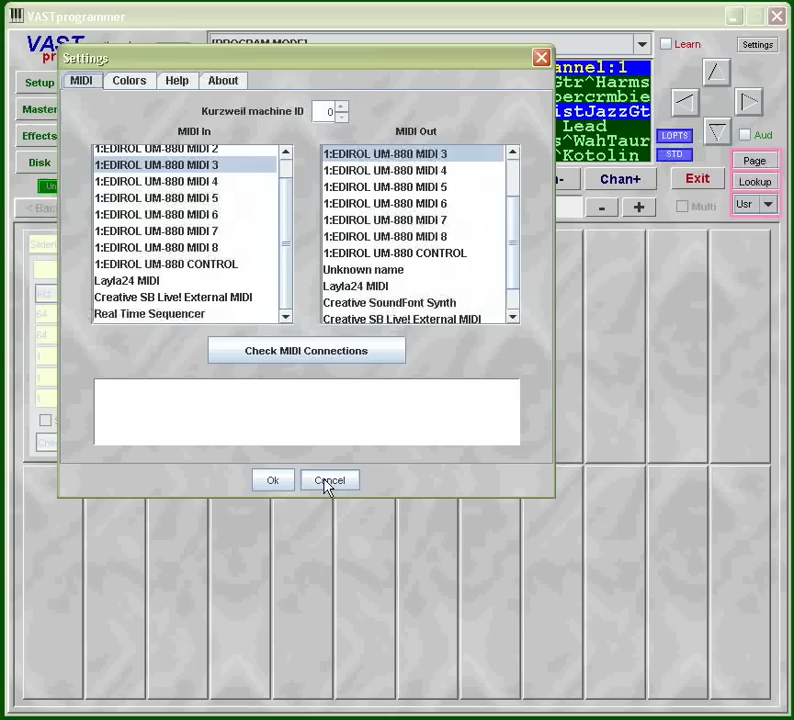 VASTprogrammer
VAST
[PROGRAM MODE]
Learn
Settings
Settings
MIDI
Colors
Help
About
Setup
Master
Effects
Disk
Kurzweil machine ID
0
MIDI In
MIDI Out
1:EDIROL UM-880 MIDI 2
1:EDIROL UM-880 MIDI 3
1:EDIROL UM-880 MIDI 4
1:EDIROL UM-880 MIDI 5
1:EDIROL UM-880 MIDI 6
1:EDIROL UM-880 MIDI 7
1:EDIROL UM-880 MIDI 8
1:EDIROL UM-880 CONTROL
Layla24 MIDI
Creative SB Live! External MIDI
Real Time Sequencer
1:EDIROL UM-880 MIDI 3
1:EDIROL UM-880 MIDI 4
1:EDIROL UM-880 MIDI 5
1:EDIROL UM-880 MIDI 6
1:EDIROL UM-880 MIDI 7
1:EDIROL UM-880 MIDI 8
1:EDIROL UM-880 CONTROL
Unknown name
Layla24 MIDI
Creative SoundFont Synth
Creative SB Live! External MIDI
Check MIDI Connections
Ok
Cancel
annel:1
Gtr^Harms
percrmbie
istJazzGt
Lead
s^WahTaur
^Kotolin
LOPTS
STD
Aud
Page
Lookup
Usr
Chan+
Exit
-
+
Multi
< Bac
64
64
1
1
1